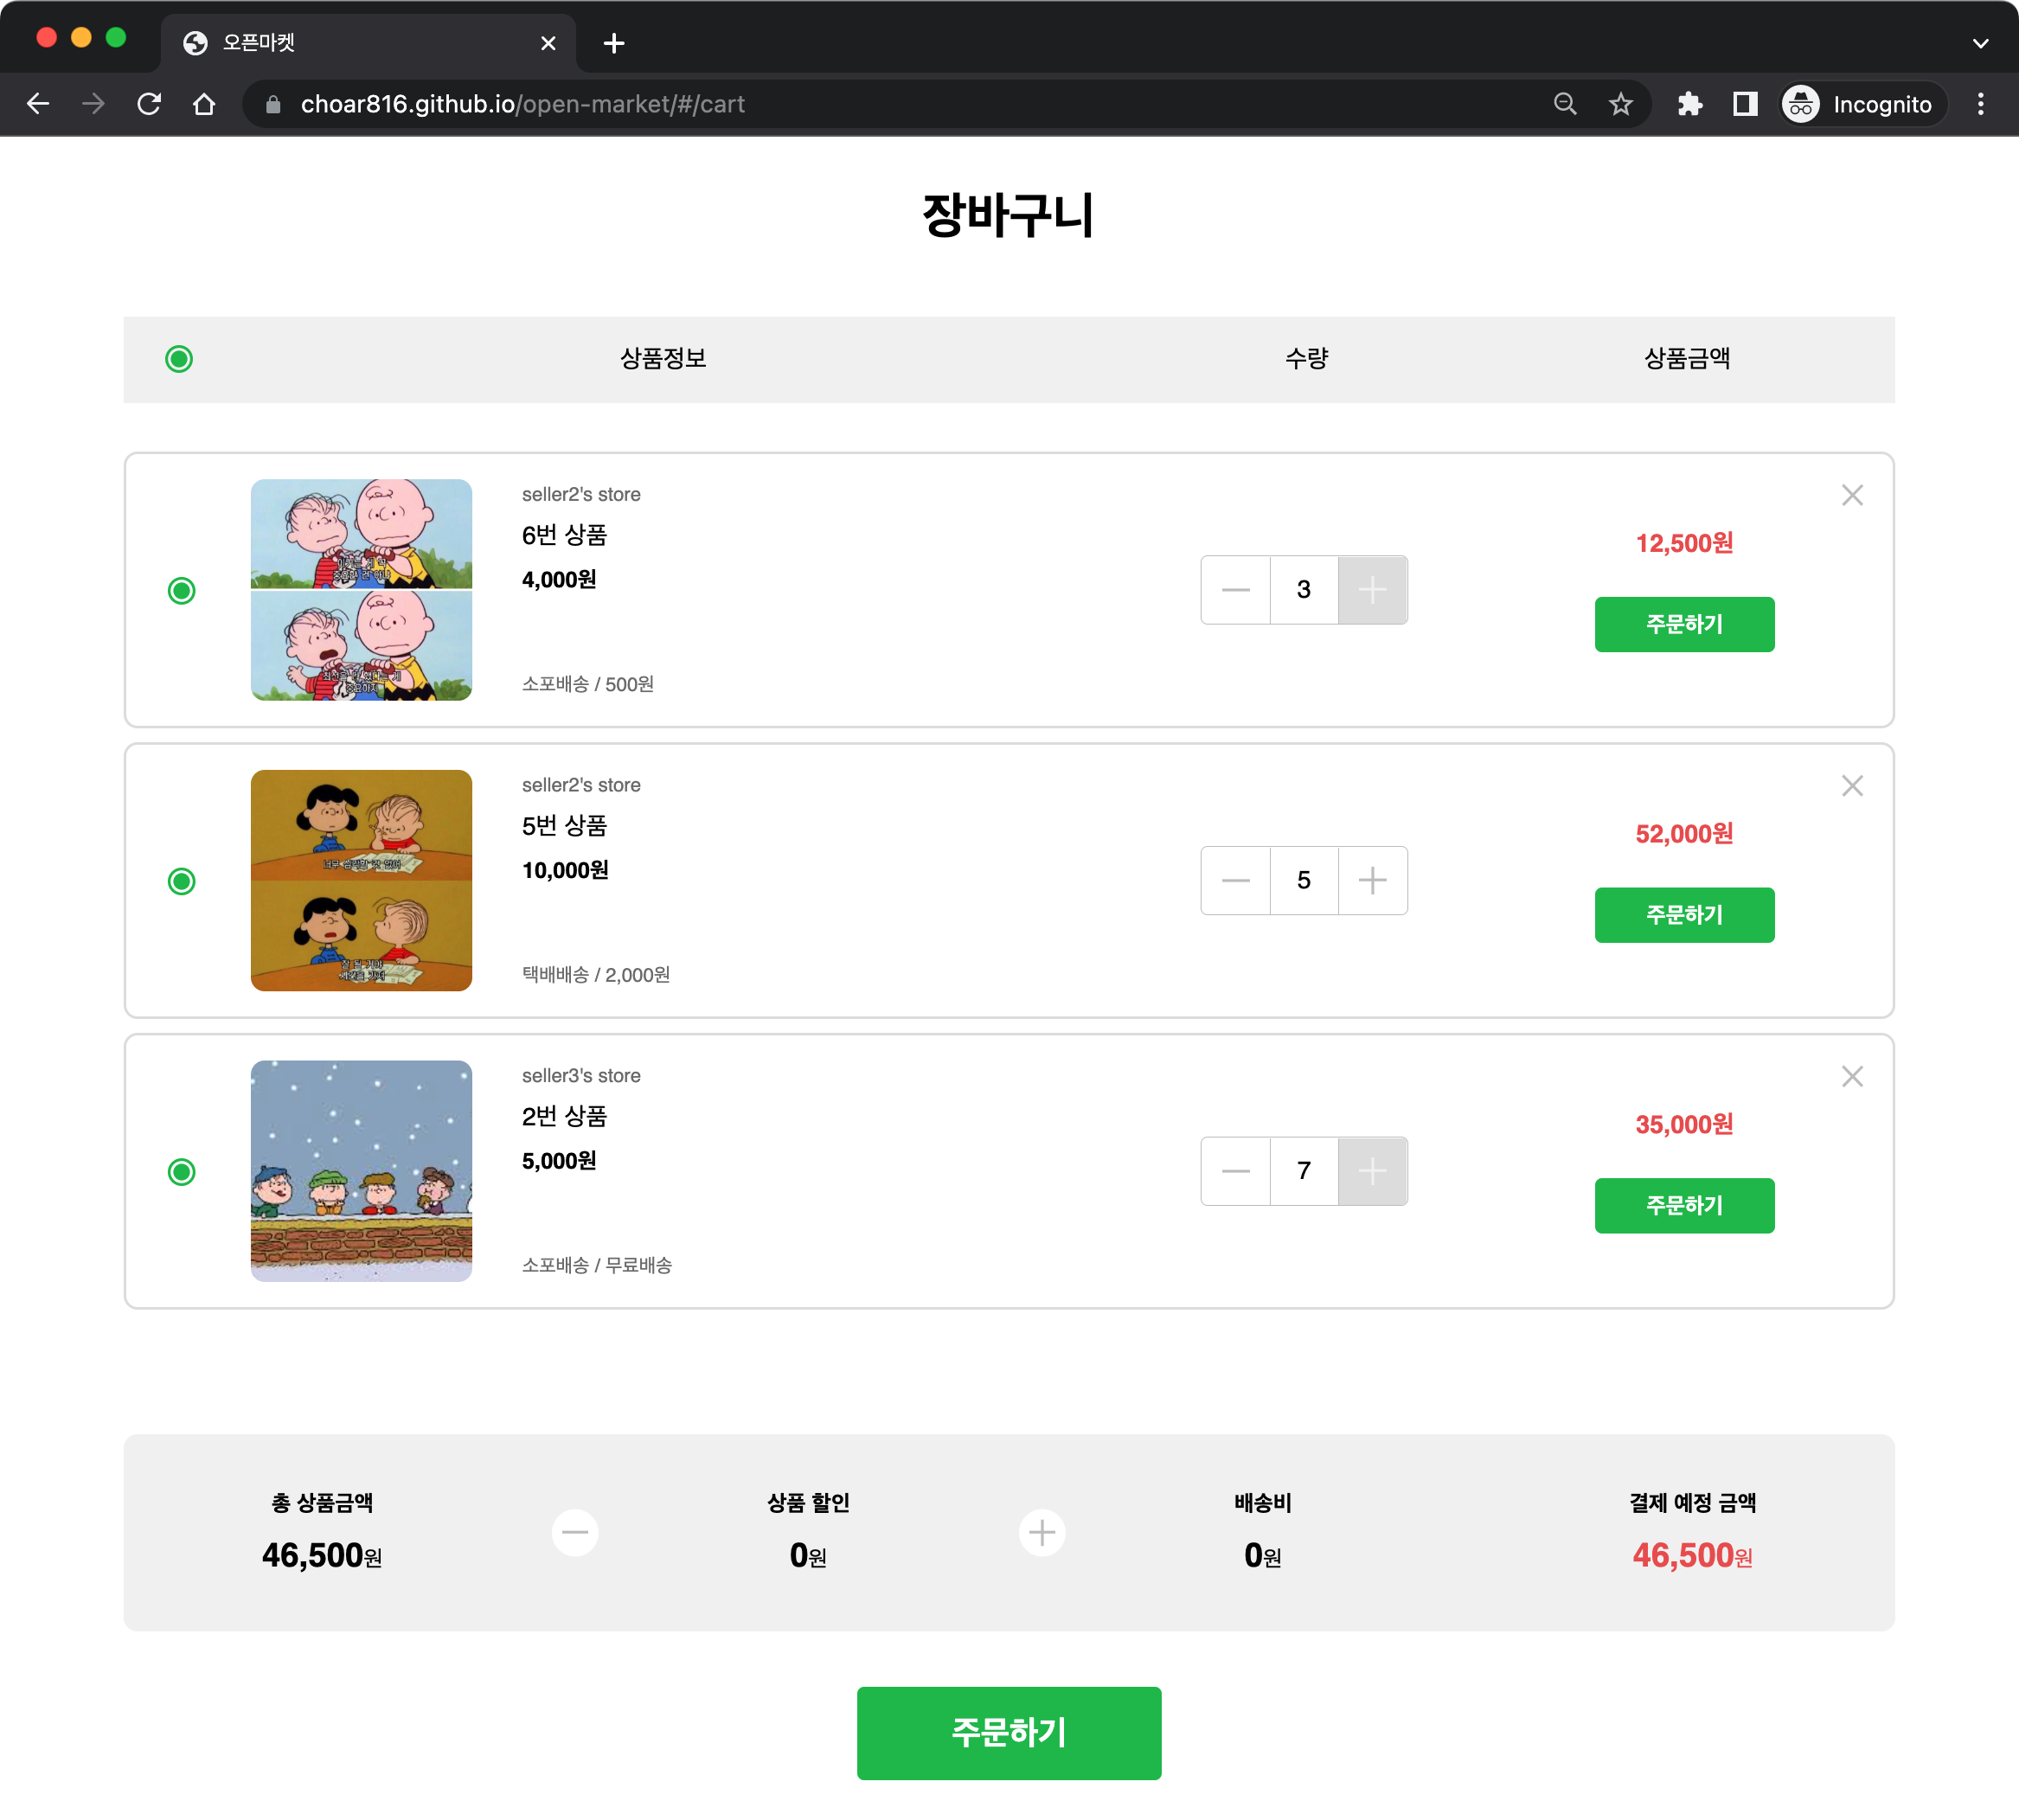 오픈마켓
choar816.github.io/open-market/#/cart
Incognito
장바구니
상품정보 수량 상품금액
seller2's store
6번 상품
4,000원
소포배송 / 500원
3
12,500원
주문하기
seller2's store
5번 상품
10,000원
택배배송 / 2,000원
5
52,000원
주문하기
seller3's store
2번 상품
5,000원
소포배송 / 무료배송
7
35,000원
주문하기
총 상품금액 상품 할인 배송비 결제 예정 금액
46,500원 0원 0원 46,500원
주문하기